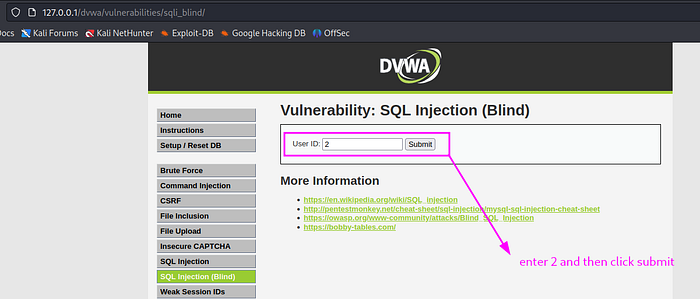 127.0.0.1/dvwa/vulnerabilities/sqli_blind/
Docs Kali Forums Kali NetHunter Exploit-DB Google Hacking DB OffSec
DVWA
Vulnerability: SQL Injection (Blind)
Home
Instructions
Setup / Reset DB
User ID: 2 Submit
Brute Force
Command Injection
CSRF
File Inclusion
File Upload
Insecure CAPTCHA
SQL Injection
SQL Injection (Blind)
Weak Session IDs
More Information
https://en.wikipedia.org/wiki/SQL_injection
http://pentestmonkey.net/cheat-sheet/sql-injection/mysql-sql-injection-cheat-sheet
https://owasp.org/www-community/attacks/Blind_SQL_Injection
https://bobby-tables.com/
enter 2 and then click submit